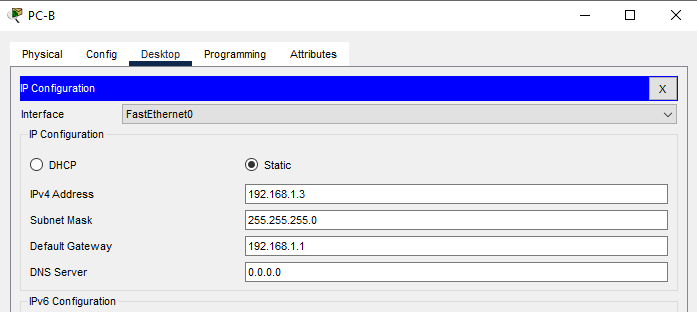 PC-B
Physical Config Desktop Programming Attributes
IP Configuration X
Interface FastEthernet0
IP Configuration
DHCP Static
IPv4 Address 192.168.1.3
Subnet Mask 255.255.255.0
Default Gateway 192.168.1.1
DNS Server 0.0.0.0
IPv6 Configuration